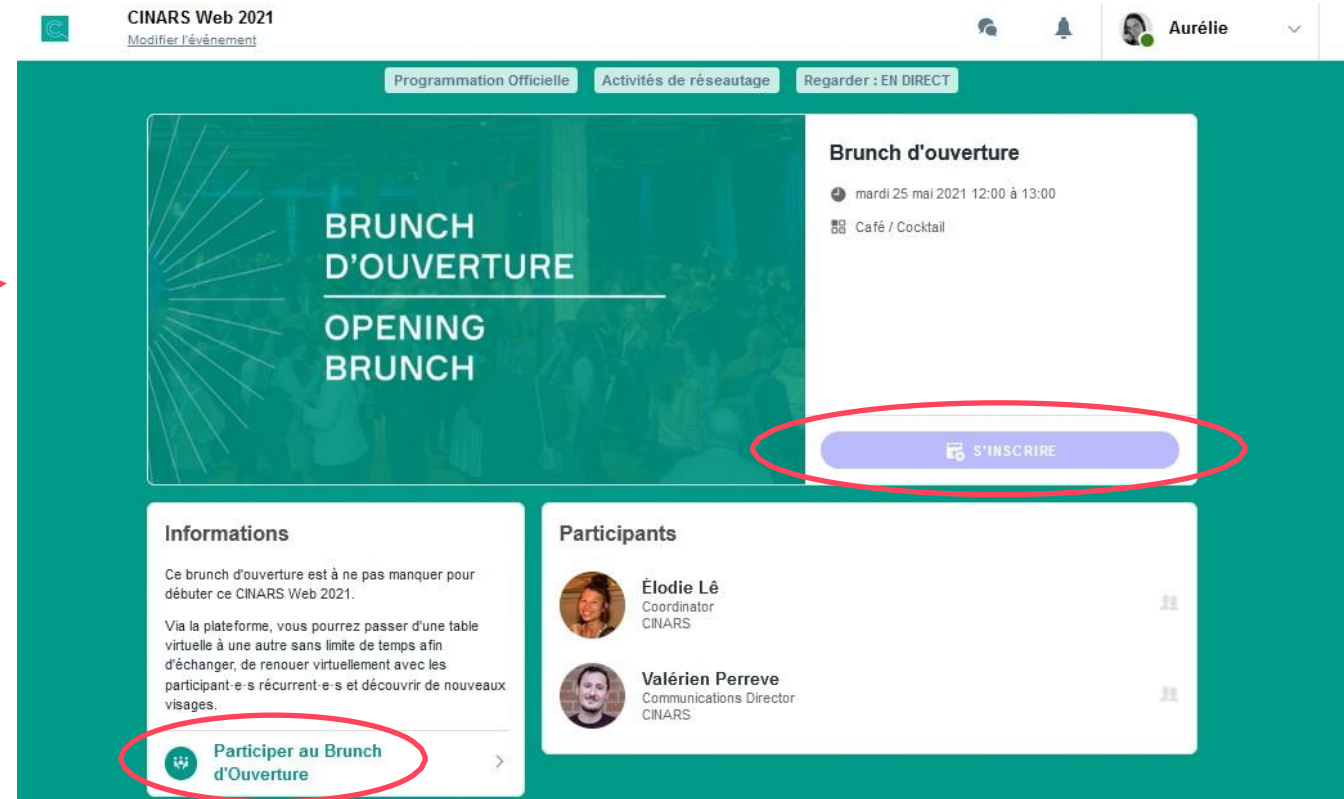 C
CINARS Web 2021
Modifier l'événement
Aurélie
Programmation Officielle
Activités de réseautage
Regarder : EN DIRECT
BRUNCH
D'OUVERTURE
OPENING
BRUNCH
Brunch d'ouverture
mardi 25 mai 2021 12:00 à 13:00
Café / Cocktail
S'INSCRIRE
Informations
Ce brunch d'ouverture est à ne pas manquer pour
débuter ce CINARS Web 2021.
Via la plateforme, vous pourrez passer d'une table
virtuelle à une autre sans limite de temps afin
d'échanger, de renouer virtuellement avec les
participant·e·s récurrent·e·s et découvrir de nouveaux
visages.
Participer au Brunch
d'Ouverture
Participants
Élodie Lê
Coordinator
CINARS
Valérien Perreve
Communications Director
CINARS